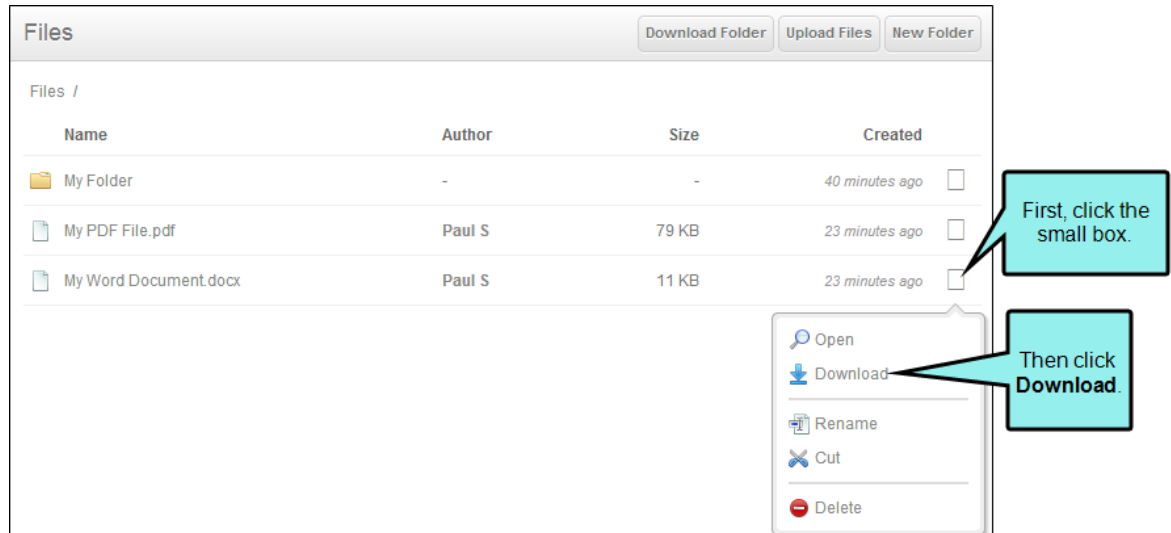 Files Download Folder Upload Files New Folder
Files /
Name Author Size Created
My Folder - - 40 minutes ago
My PDF File.pdf Paul S 79 KB 23 minutes ago
My Word Document.docx Paul S 11 KB 23 minutes ago
First, click the
small box.
Open
Download
Rename
Cut
Delete
Then click
Download.